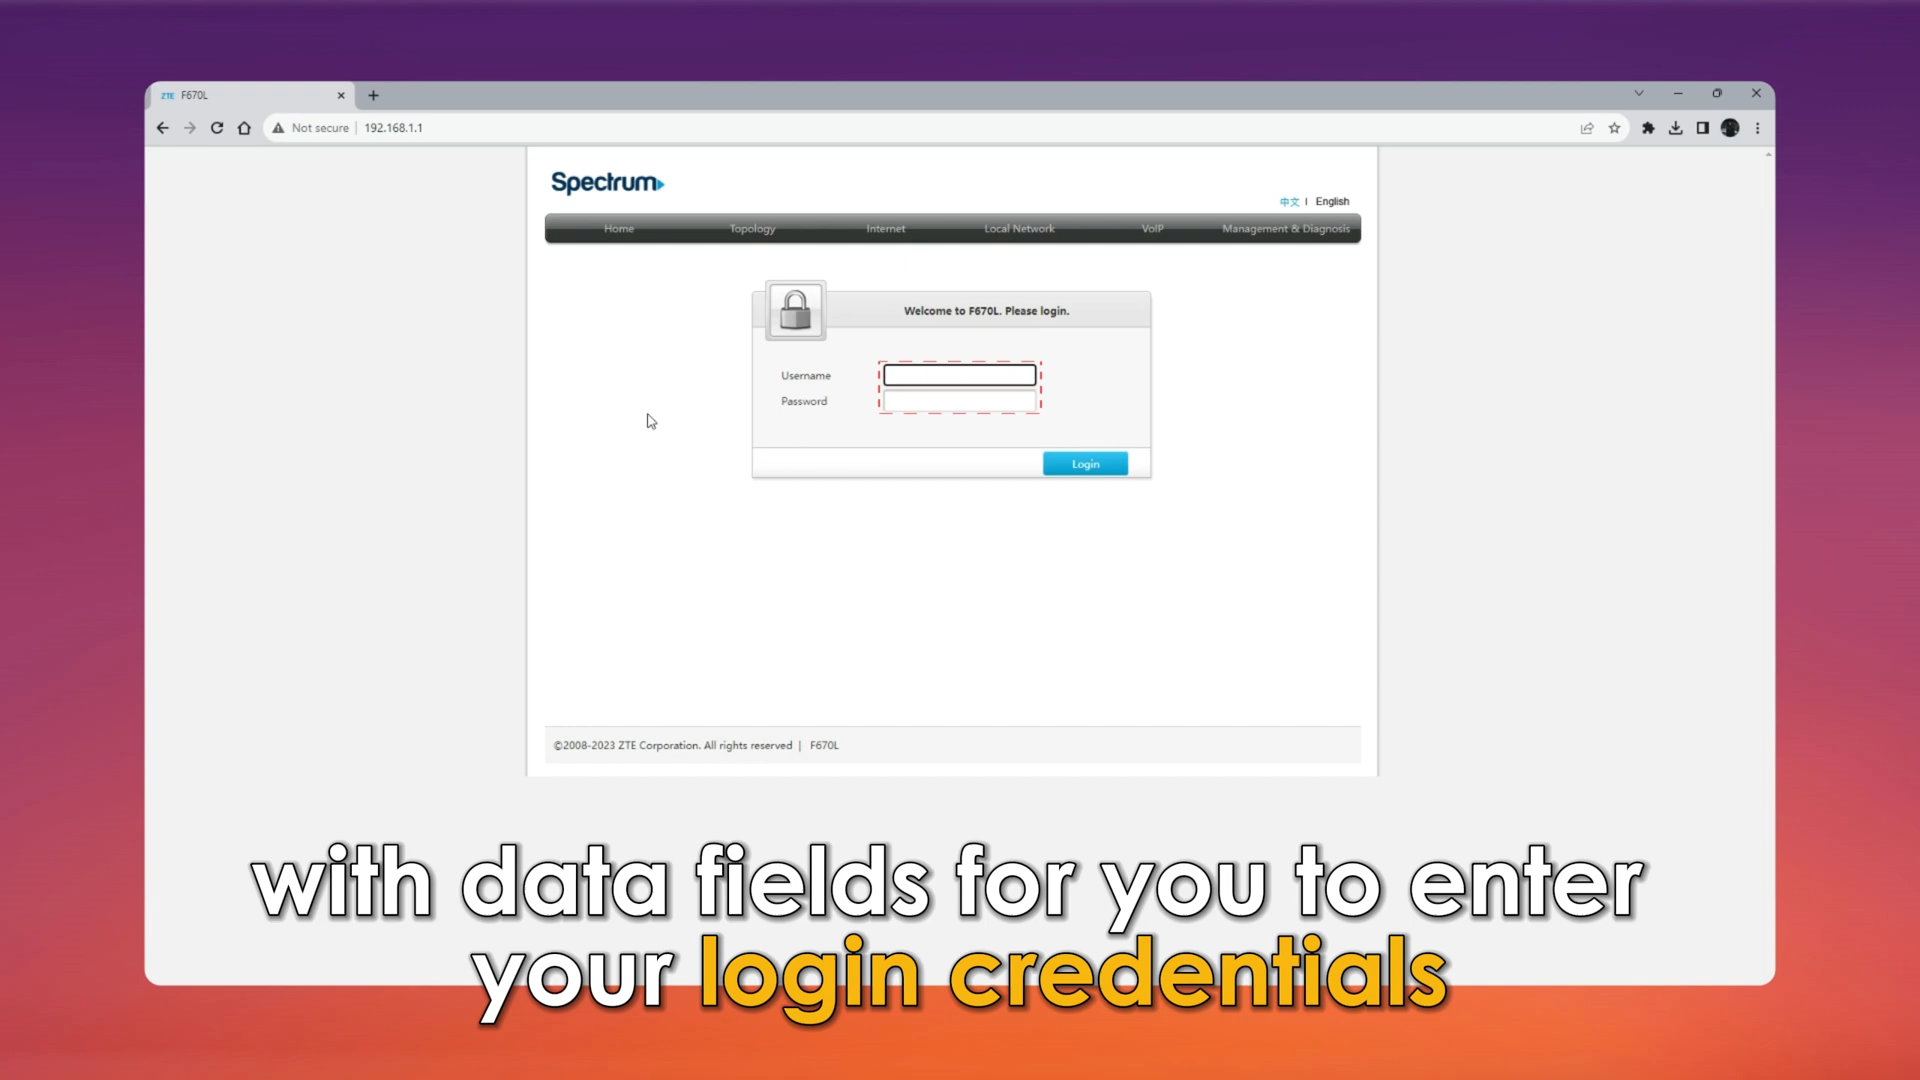 ZTE F670L
Not secure 192.168.1.1
Spectrum
中文 | English
Home Topology Internet Local Network VoIP Management & Diagnosis
Welcome to F670L. Please login.
Username
Password
Login
©2008-2023 ZTE Corporation. All rights reserved | F670L
with data fields for you to enter
your login credentials